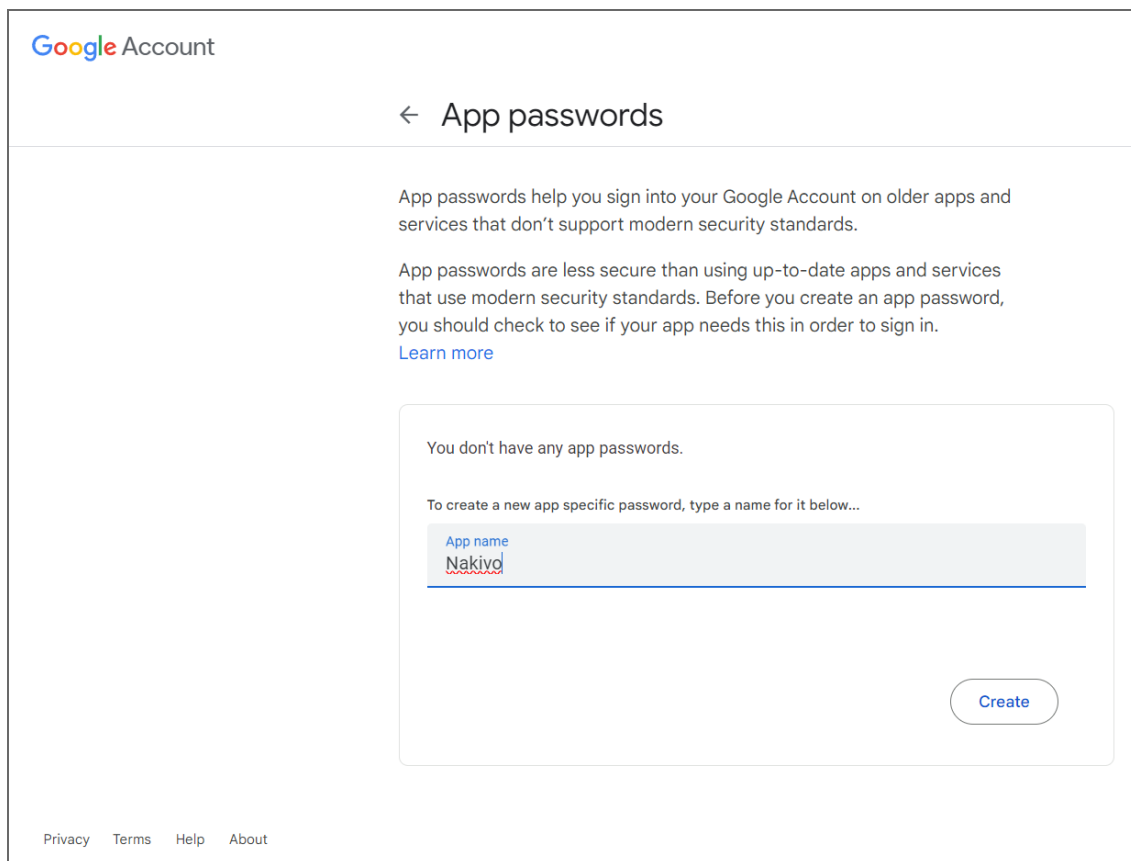 Google Account
App passwords
App passwords help you sign into your Google Account on older apps and
services that don’t support modern security standards.
App passwords are less secure than using up-to-date apps and services
that use modern security standards. Before you create an app password,
you should check to see if your app needs this in order to sign in.
Learn more
You don't have any app passwords.
To create a new app specific password, type a name for it below...
App name
Nakivo
Create
Privacy Terms Help About